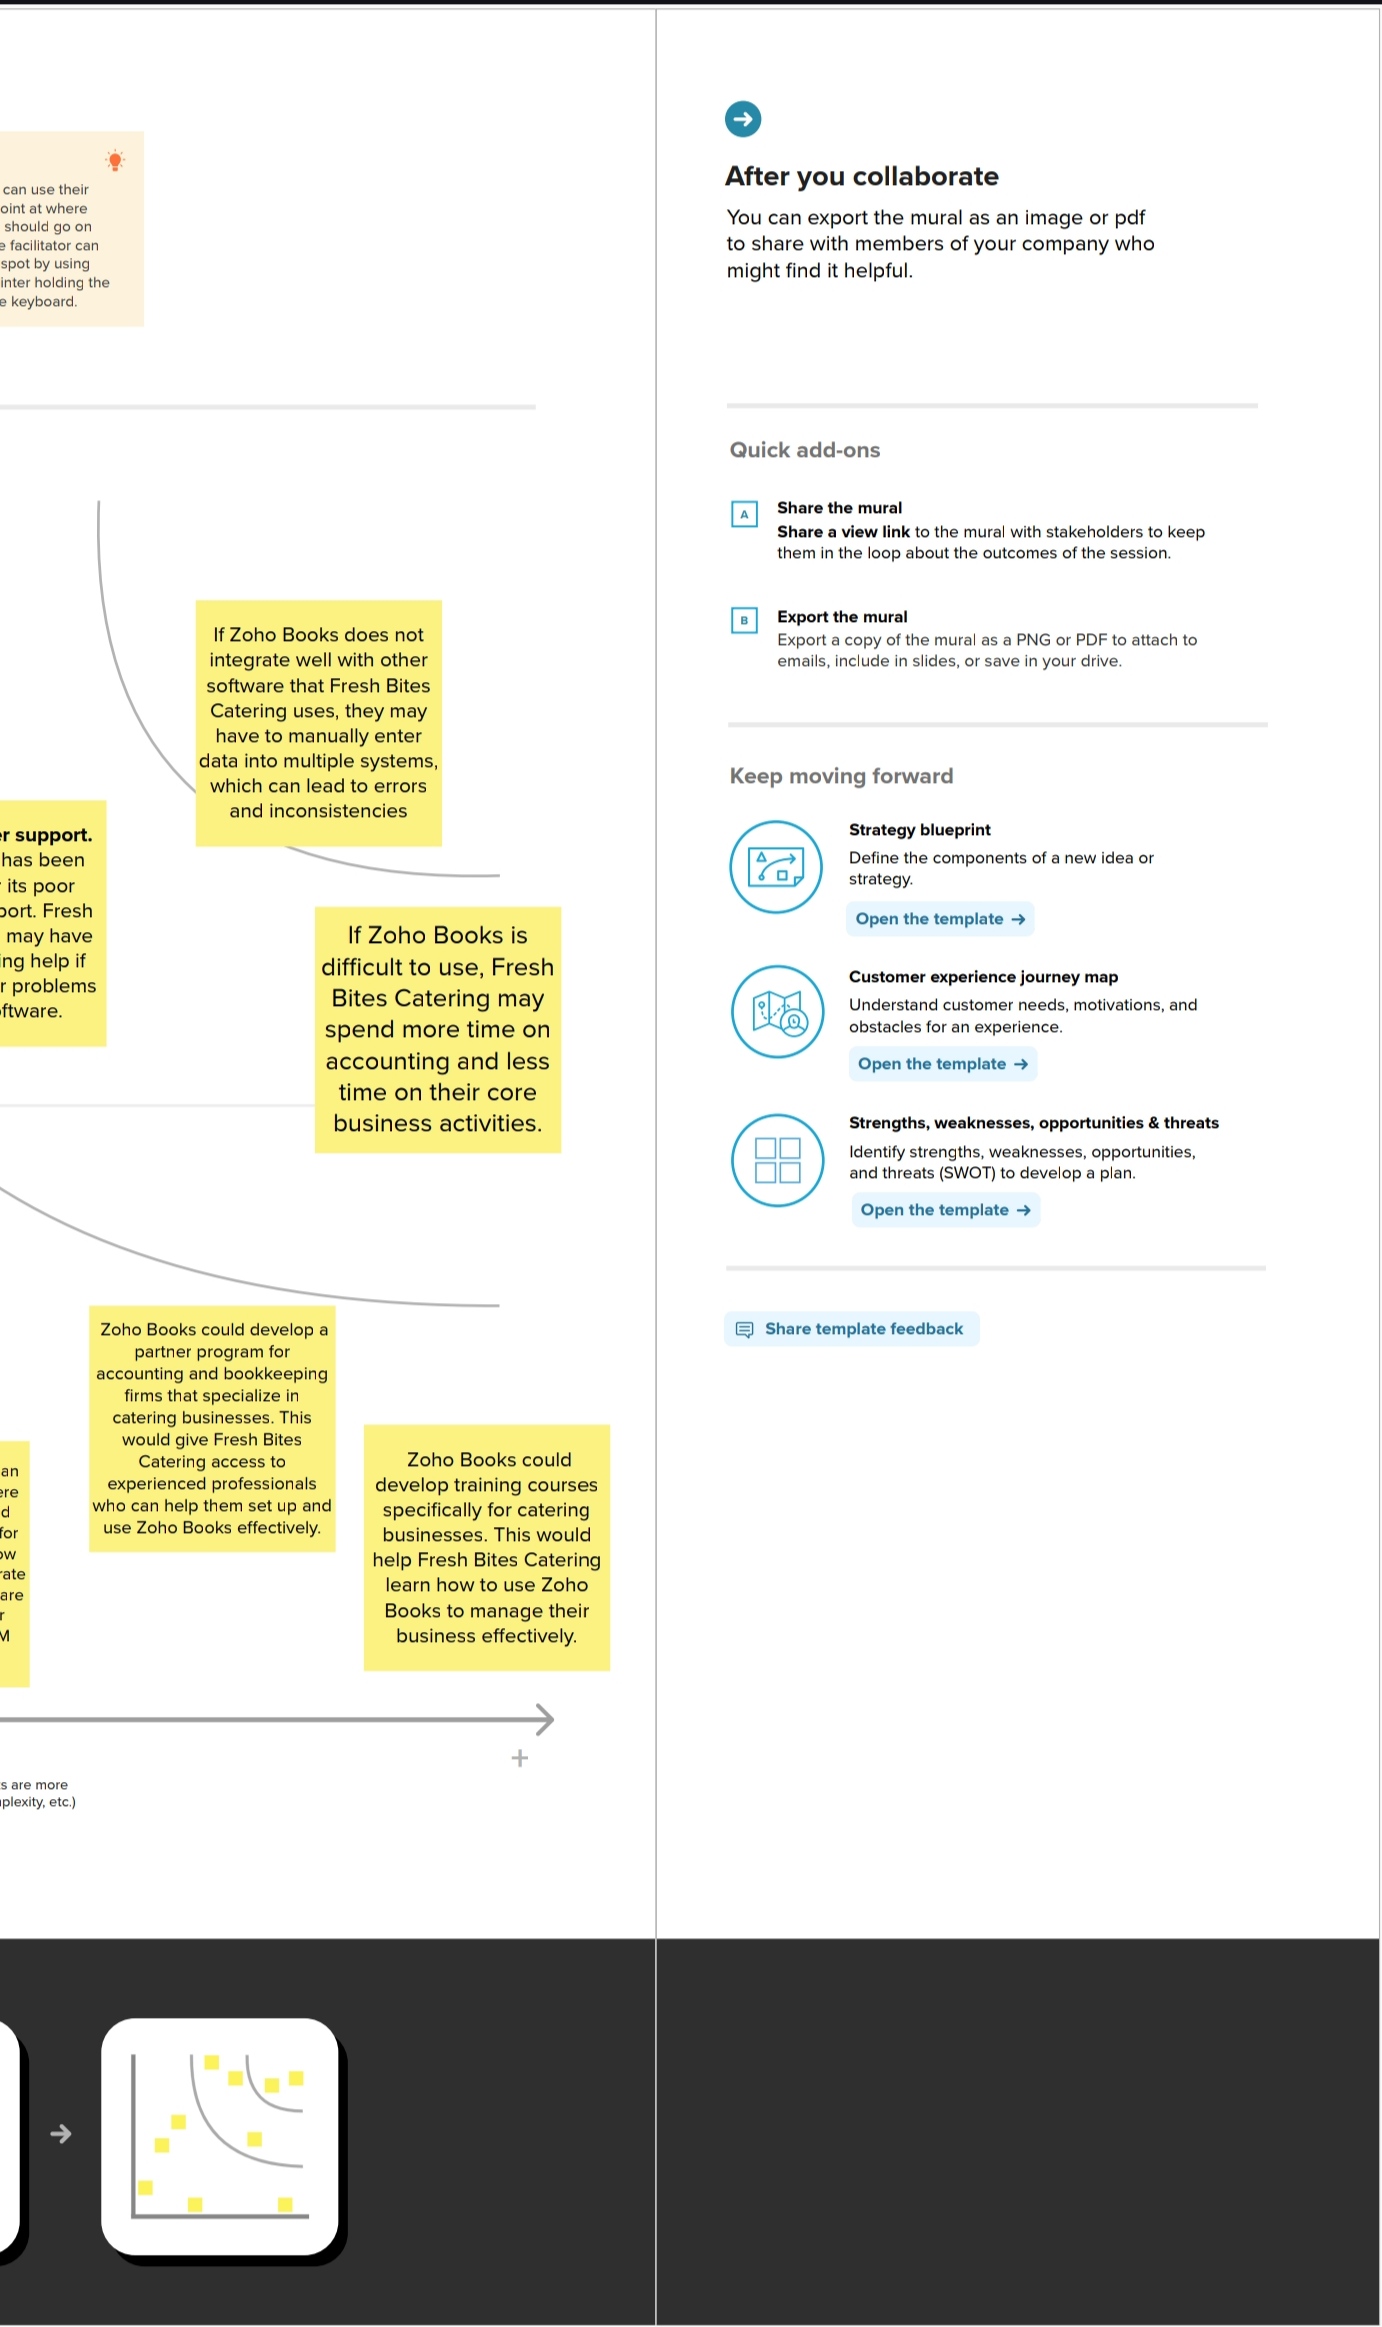 can use their
oint at where
should go on
e facilitator can
spot by using
inter holding the
e keyboard.
If Zoho Books does not
integrate well with other
software that Fresh Bites
Catering uses, they may
have to manually enter
data into multiple systems,
which can lead to errors
and inconsistencies
er support.
has been
its poor
port. Fresh
may have
ing help if
r problems
oftware.
If Zoho Books is
difficult to use, Fresh
Bites Catering may
spend more time on
accounting and less
time on their core
business activities.
Zoho Books could develop a
partner program for
accounting and bookkeeping
firms that specialize in
catering businesses. This
would give Fresh Bites
Catering access to
experienced professionals
who can help them set up and
use Zoho Books effectively.
an
ere
d
for
ow
rate
are
r
M
Zoho Books could
develop training courses
specifically for catering
businesses. This would
help Fresh Bites Catering
learn how to use Zoho
Books to manage their
business effectively.
+
s are more
plexity, etc.)
After you collaborate
You can export the mural as an image or pdf
to share with members of your company who
might find it helpful.
Quick add-ons
A
Share the mural
Share a view link to the mural with stakeholders to keep
them in the loop about the outcomes of the session.
B
Export the mural
Export a copy of the mural as a PNG or PDF to attach to
emails, include in slides, or save in your drive.
Keep moving forward
Strategy blueprint
Define the components of a new idea or
strategy.
Open the template →
Customer experience journey map
Understand customer needs, motivations, and
obstacles for an experience.
Open the template →
Strengths, weaknesses, opportunities & threats
Identify strengths, weaknesses, opportunities,
and threats (SWOT) to develop a plan.
Open the template →
Share template feedback